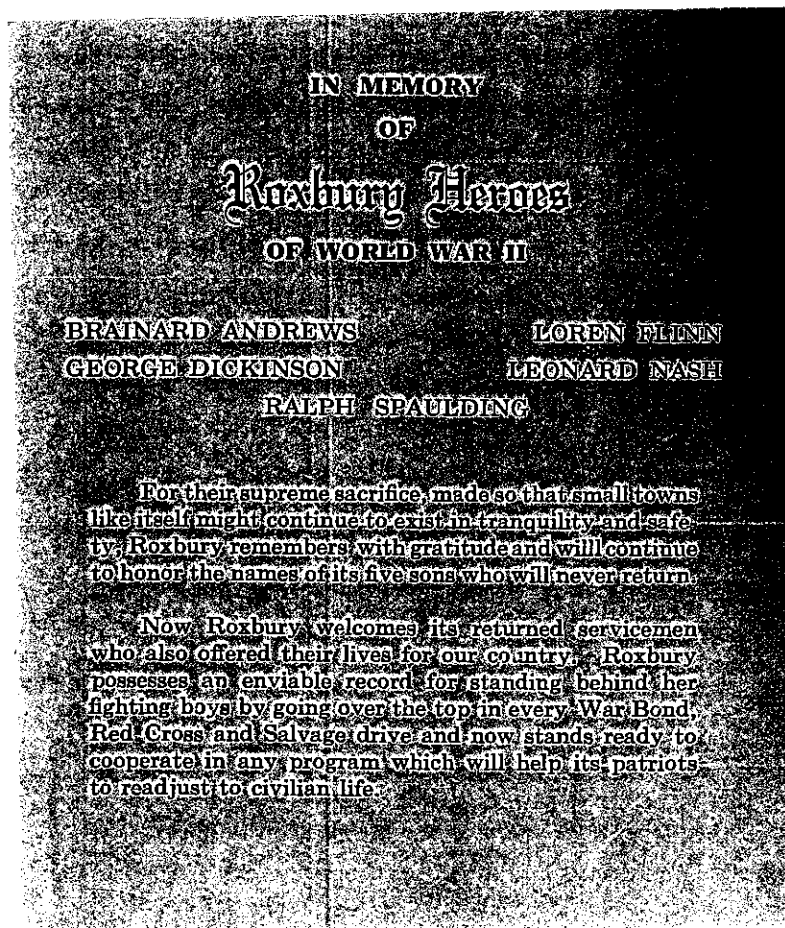 IN MEMORY
OF
Roxbury Heroes
OF WORLD WAR II
BRAINARD ANDREWS LOREN FLINN
GEORGE DICKINSON LEONARD NASH
RALPH SPAULDING
For their supreme sacrifice, made so that small towns
like itself might continue to exist in tranquility and safe-
ty, Roxbury remembers with gratitude and willl continue
to honor the names of its five sons who will never return.
Now Roxbury welcomes its returned servicemen
who also offered their lives for our country. Roxbury
possesses an enviable record for standing behind her
fighting boys by going over the top in every War Bond,
Red Cross and Salvage drive and now stands ready to
cooperate in any program which will help its patriots
to readjust to civilian life.